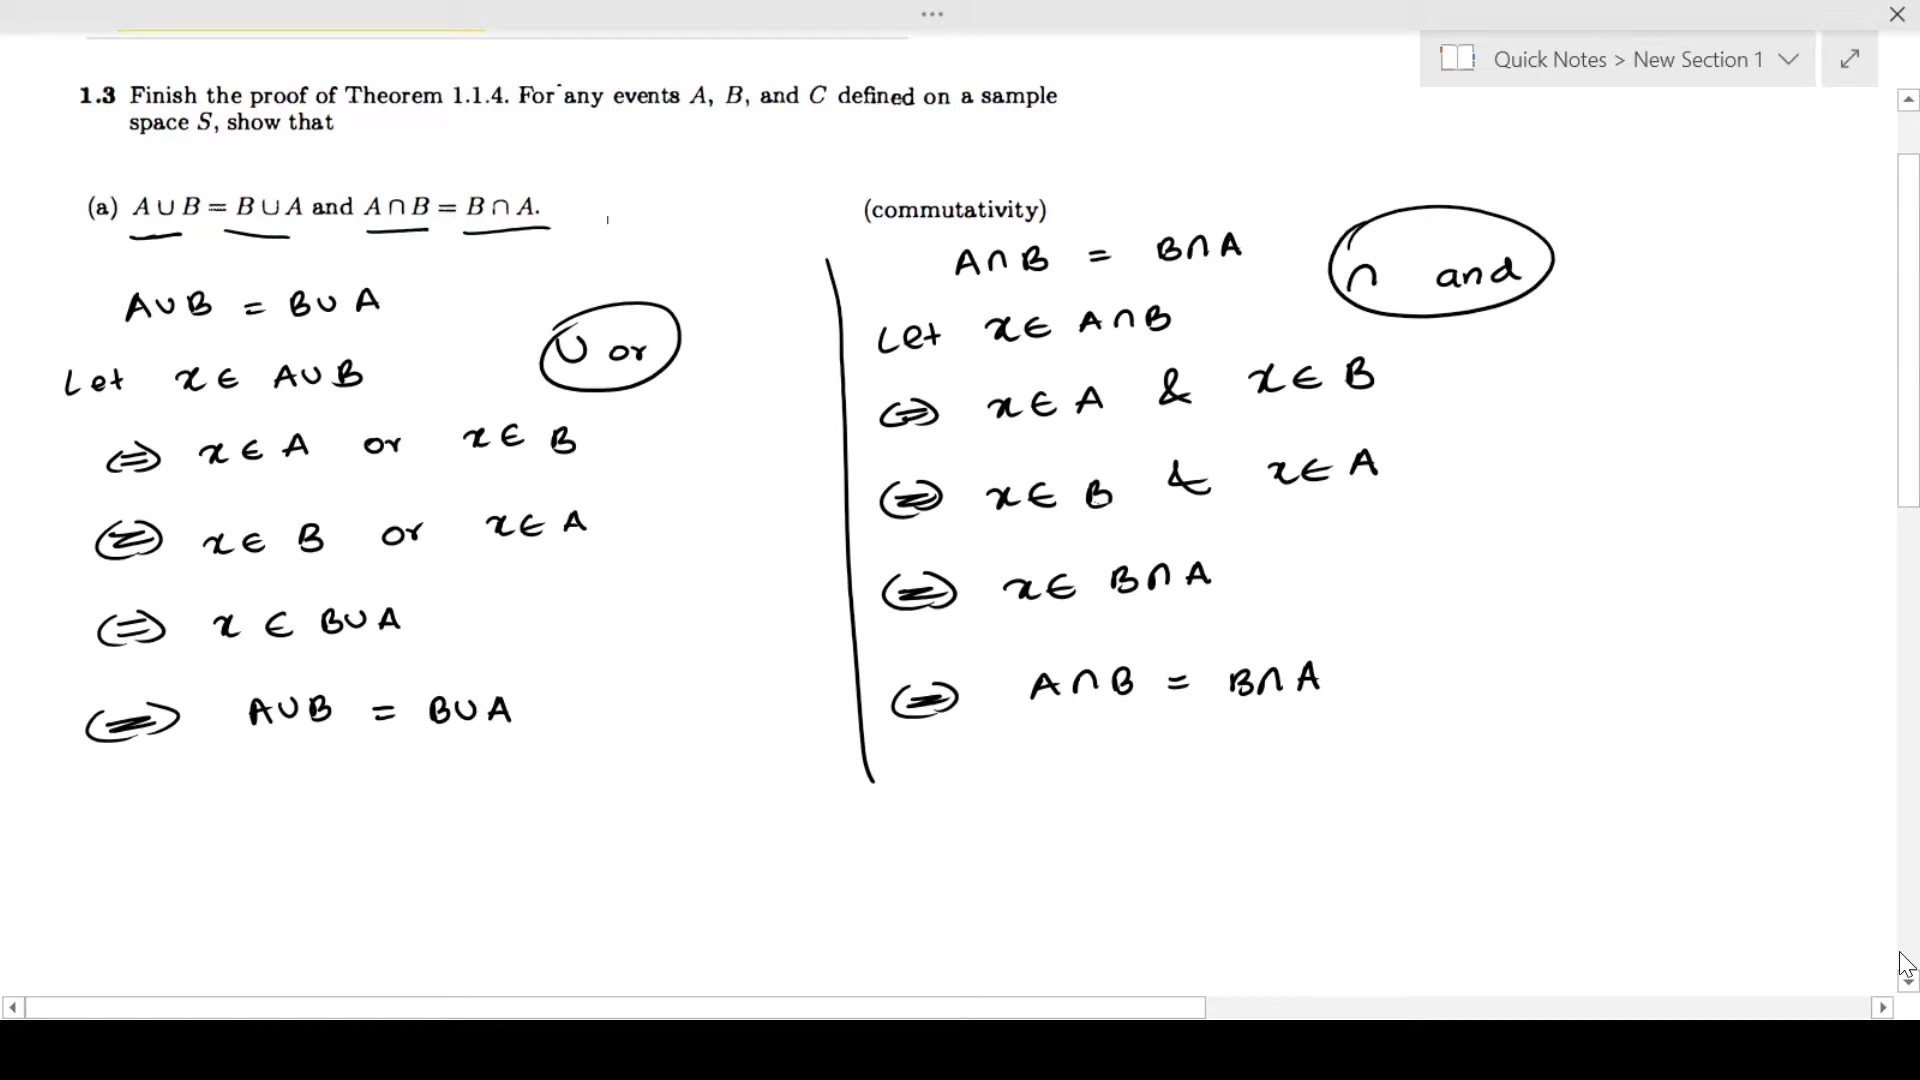 Quick Notes > New Section 1
1.3 Finish the proof of Theorem 1.1.4. For any events A, B, and C defined on a sample
space S, show that
(a) A ∪ B = B ∪ A and A ∩ B = B ∩ A.
(commutativity)
A∪B = B∪A
∪ or
Let x ∈ A∪B
⇔ x ∈ A or x ∈ B
⇔ x ∈ B or x ∈ A
⇔ x ∈ B∪A
⇔ A∪B = B∪A
A∩B = B∩A
∩ and
Let x ∈ A∩B
⇔ x ∈ A & x ∈ B
⇔ x ∈ B & x ∈ A
⇔ x ∈ B∩A
⇔ A∩B = B∩A